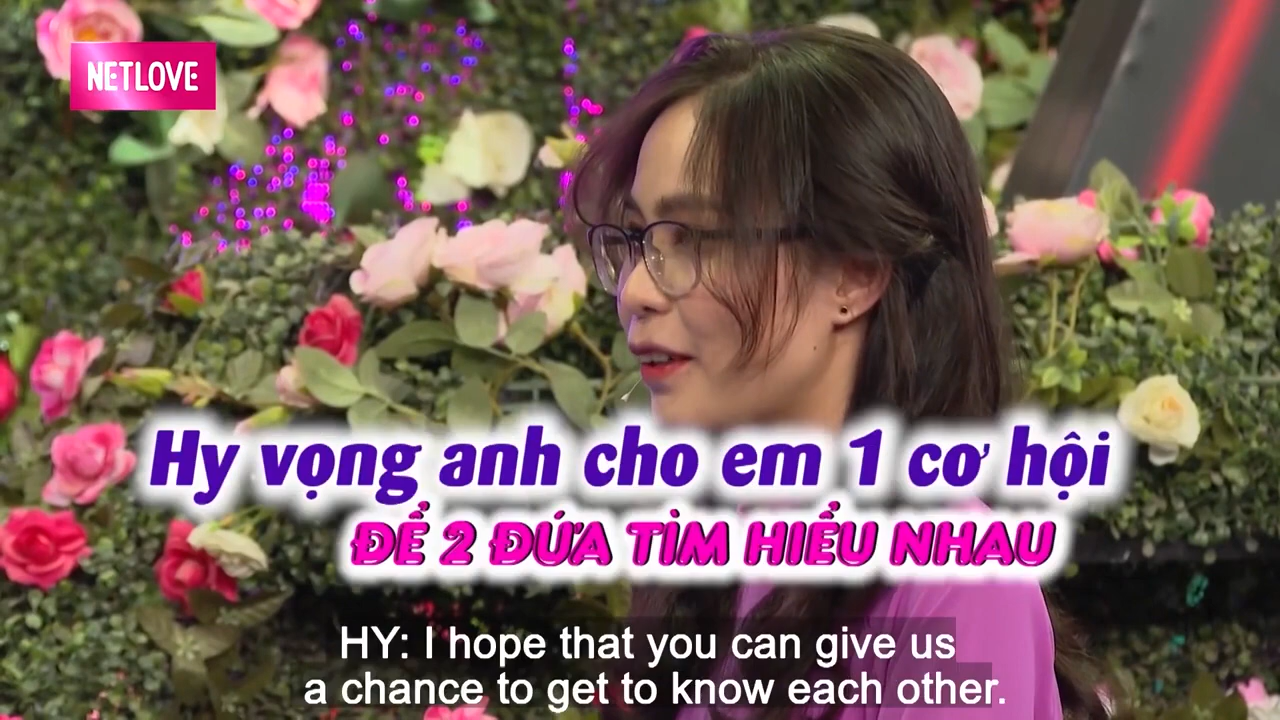 NETLOVE
Hy vọng anh cho em 1 cơ hội
ĐỂ 2 ĐỨA TÌM HIỂU NHAU
HY: I hope that you can give us
a chance to get to know each other.